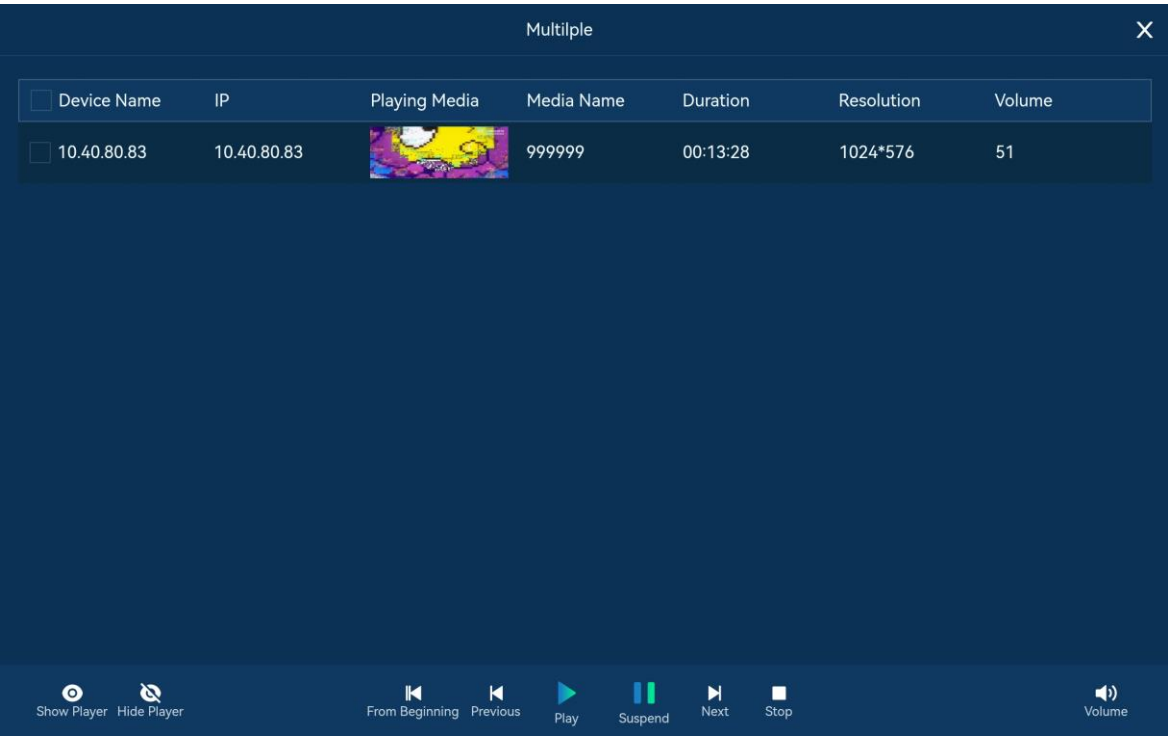 Multilple
X
Device Name IP Playing Media Media Name Duration Resolution Volume
10.40.80.83 10.40.80.83 999999 00:13:28 1024*576 51
Show Player Hide Player From Beginning Previous Play Suspend Next Stop Volume